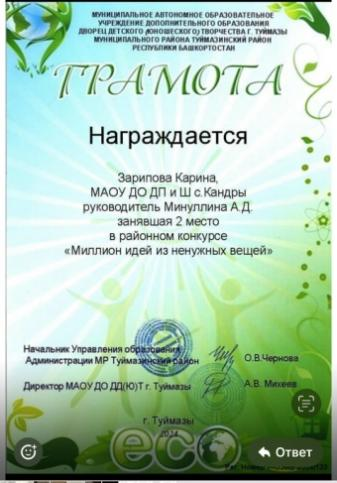 МУНИЦИПАЛЬНОЕ АВТОНОМНОЕ ОБРАЗОВАТЕЛЬНОЕ
УЧРЕЖДЕНИЕ ДОПОЛНИТЕЛЬНОГО ОБРАЗОВАНИЯ
ДВОРЕЦ ДЕТСКОГО (ЮНОШЕСКОГО) ТВОРЧЕСТВА Г. ТУЙМАЗЫ
МУНИЦИПАЛЬНОГО РАЙОНА ТУЙМАЗИНСКИЙ РАЙОН
РЕСПУБЛИКИ БАШКОРТОСТАН
ГРАМОТА
Награждается
Зарипова Карина,
МАОУ ДО ДП и Ш с.Кандры
руководитель Минуллина А.Д.
занявшая 2 место
в районном конкурсе
«Миллион идей из ненужных вещей»
Начальник Управления образования
Администрации МР Туймазинский район О.В.Чернова
Директор МАОУ ДО ДД(Ю)Т г. Туймазы А.В. Михеев
г. Туймазы
2024
eco
Ответ